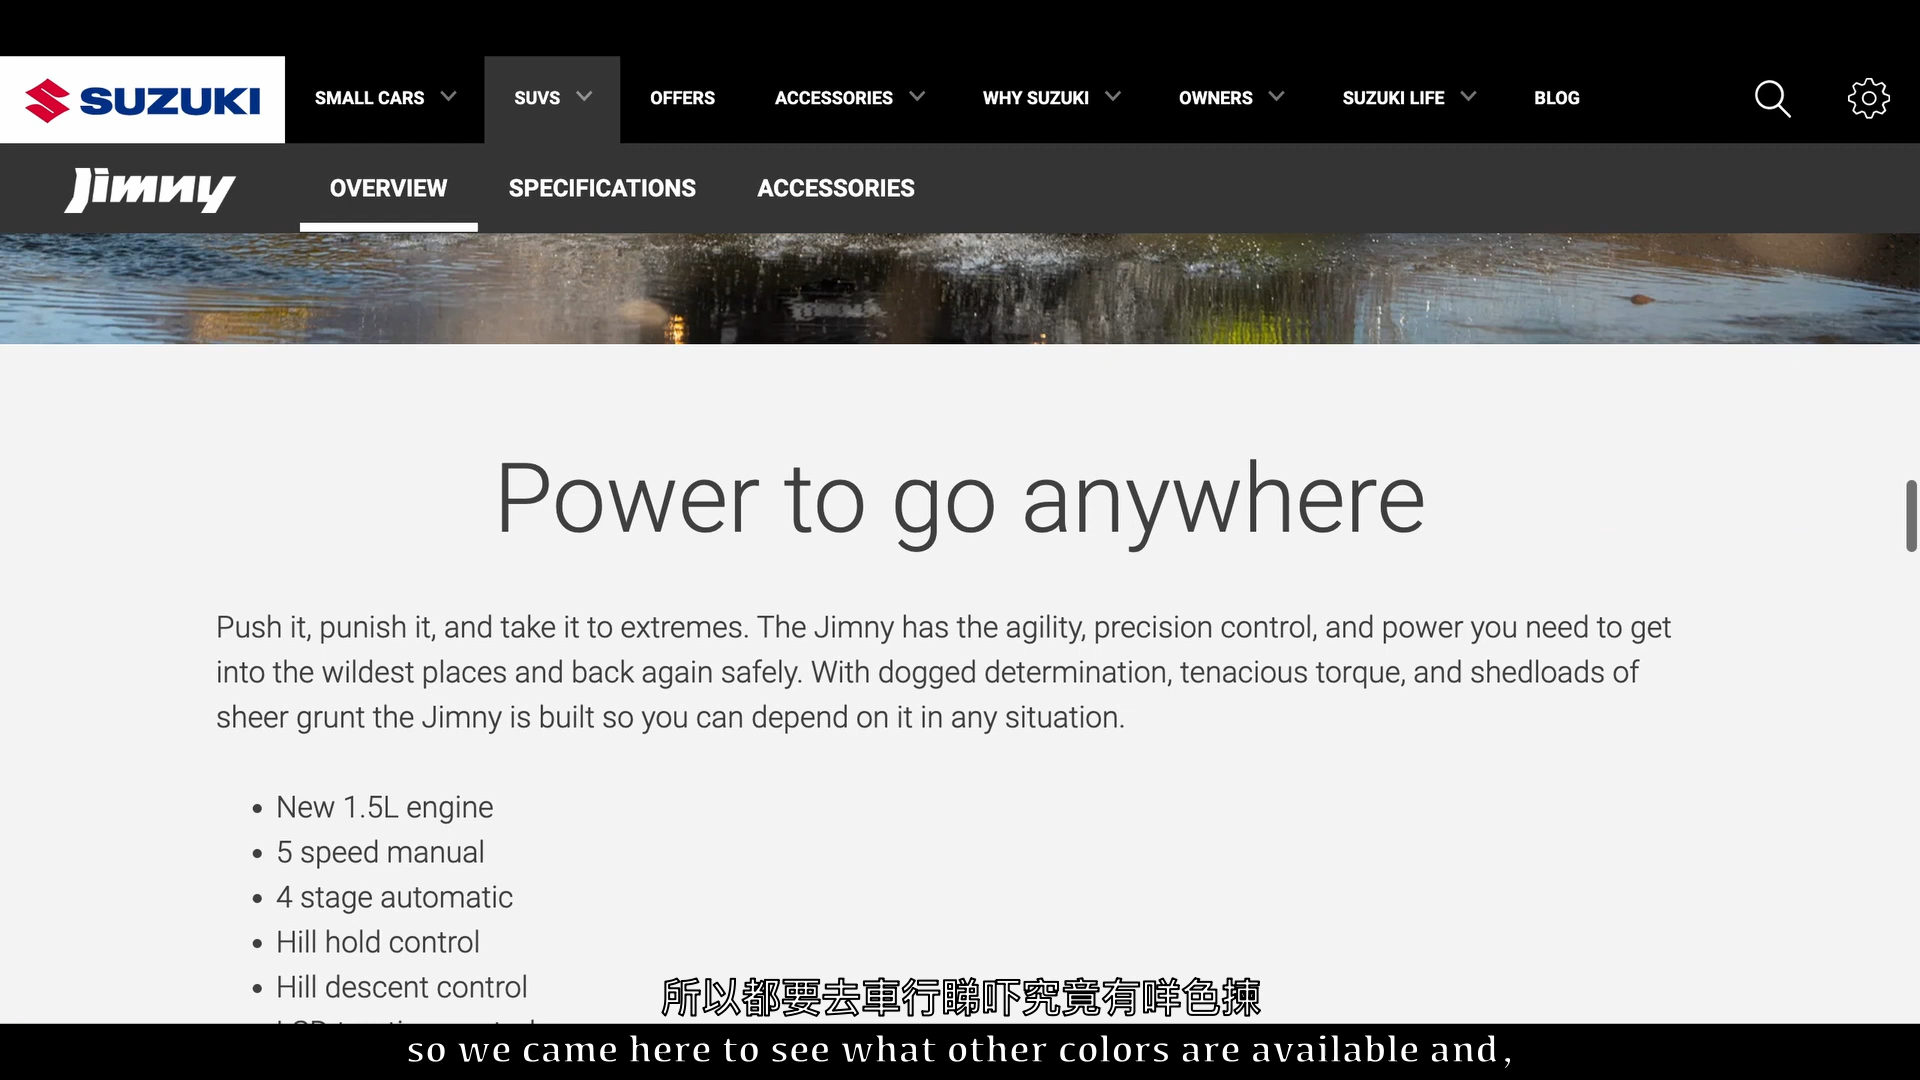 SUZUKI
SMALL CARS
SUVS
OFFERS
ACCESSORIES
WHY SUZUKI
OWNERS
SUZUKI LIFE
BLOG
Jimny
OVERVIEW
SPECIFICATIONS
ACCESSORIES
Power to go anywhere
Push it, punish it, and take it to extremes. The Jimny has the agility, precision control, and power you need to get
into the wildest places and back again safely. With dogged determination, tenacious torque, and shedloads of
sheer grunt the Jimny is built so you can depend on it in any situation.
• New 1.5L engine
• 5 speed manual
• 4 stage automatic
• Hill hold control
• Hill descent control
所以都要去車行睇吓究竟有咩色揀
so we came here to see what other colors are available and,